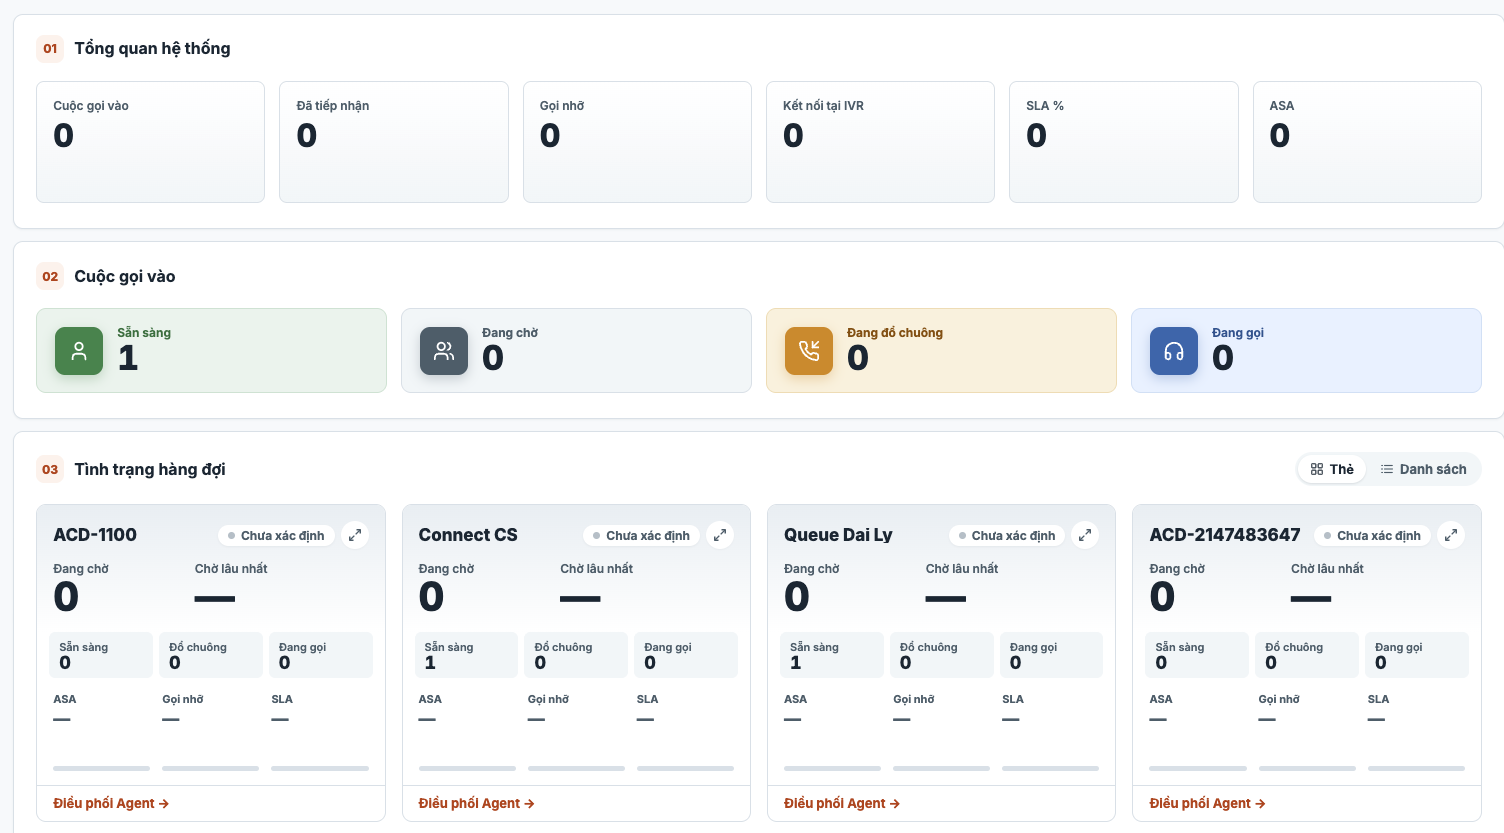 01 Tổng quan hệ thống
Cuộc gọi vào
0
Đã tiếp nhận
0
Gọi nhỡ
0
Kết nối tại IVR
0
SLA %
0
ASA
0
02 Cuộc gọi vào
Sẵn sàng
1
Đang chờ
0
Đang đổ chuông
0
Đang gọi
0
03 Tình trạng hàng đợi
Thẻ
Danh sách
ACD-1100
Chưa xác định
Đang chờ
0
Chờ lâu nhất
—
Sẵn sàng
0
Đổ chuông
0
Đang gọi
0
ASA
—
Gọi nhỡ
—
SLA
—
Điều phối Agent →
Connect CS
Chưa xác định
Đang chờ
0
Chờ lâu nhất
—
Sẵn sàng
1
Đổ chuông
0
Đang gọi
0
ASA
—
Gọi nhỡ
—
SLA
—
Điều phối Agent →
Queue Dai Ly
Chưa xác định
Đang chờ
0
Chờ lâu nhất
—
Sẵn sàng
1
Đổ chuông
0
Đang gọi
0
ASA
—
Gọi nhỡ
—
SLA
—
Điều phối Agent →
ACD-2147483647
Chưa xác định
Đang chờ
0
Chờ lâu nhất
—
Sẵn sàng
0
Đổ chuông
0
Đang gọi
0
ASA
—
Gọi nhỡ
—
SLA
—
Điều phối Agent →